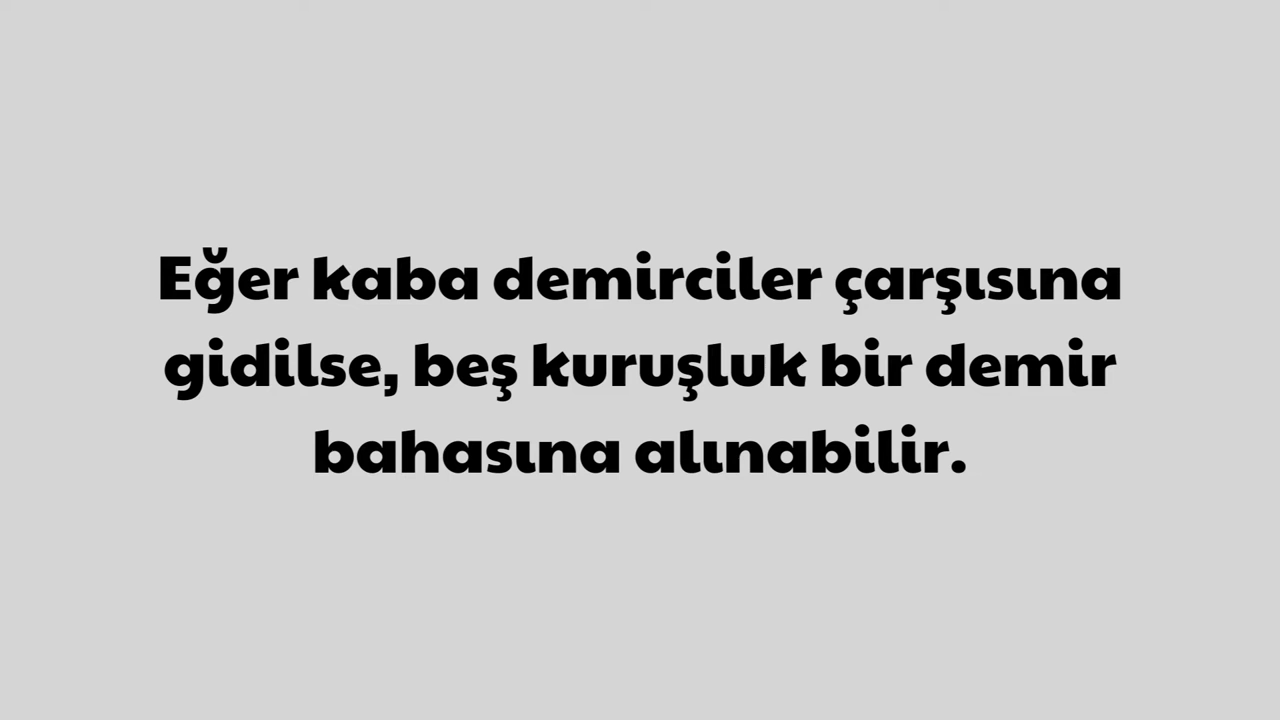 Eğer kaba demirciler çarşısına
gidilse, beş kuruşluk bir demir
bahasına alınabilir.